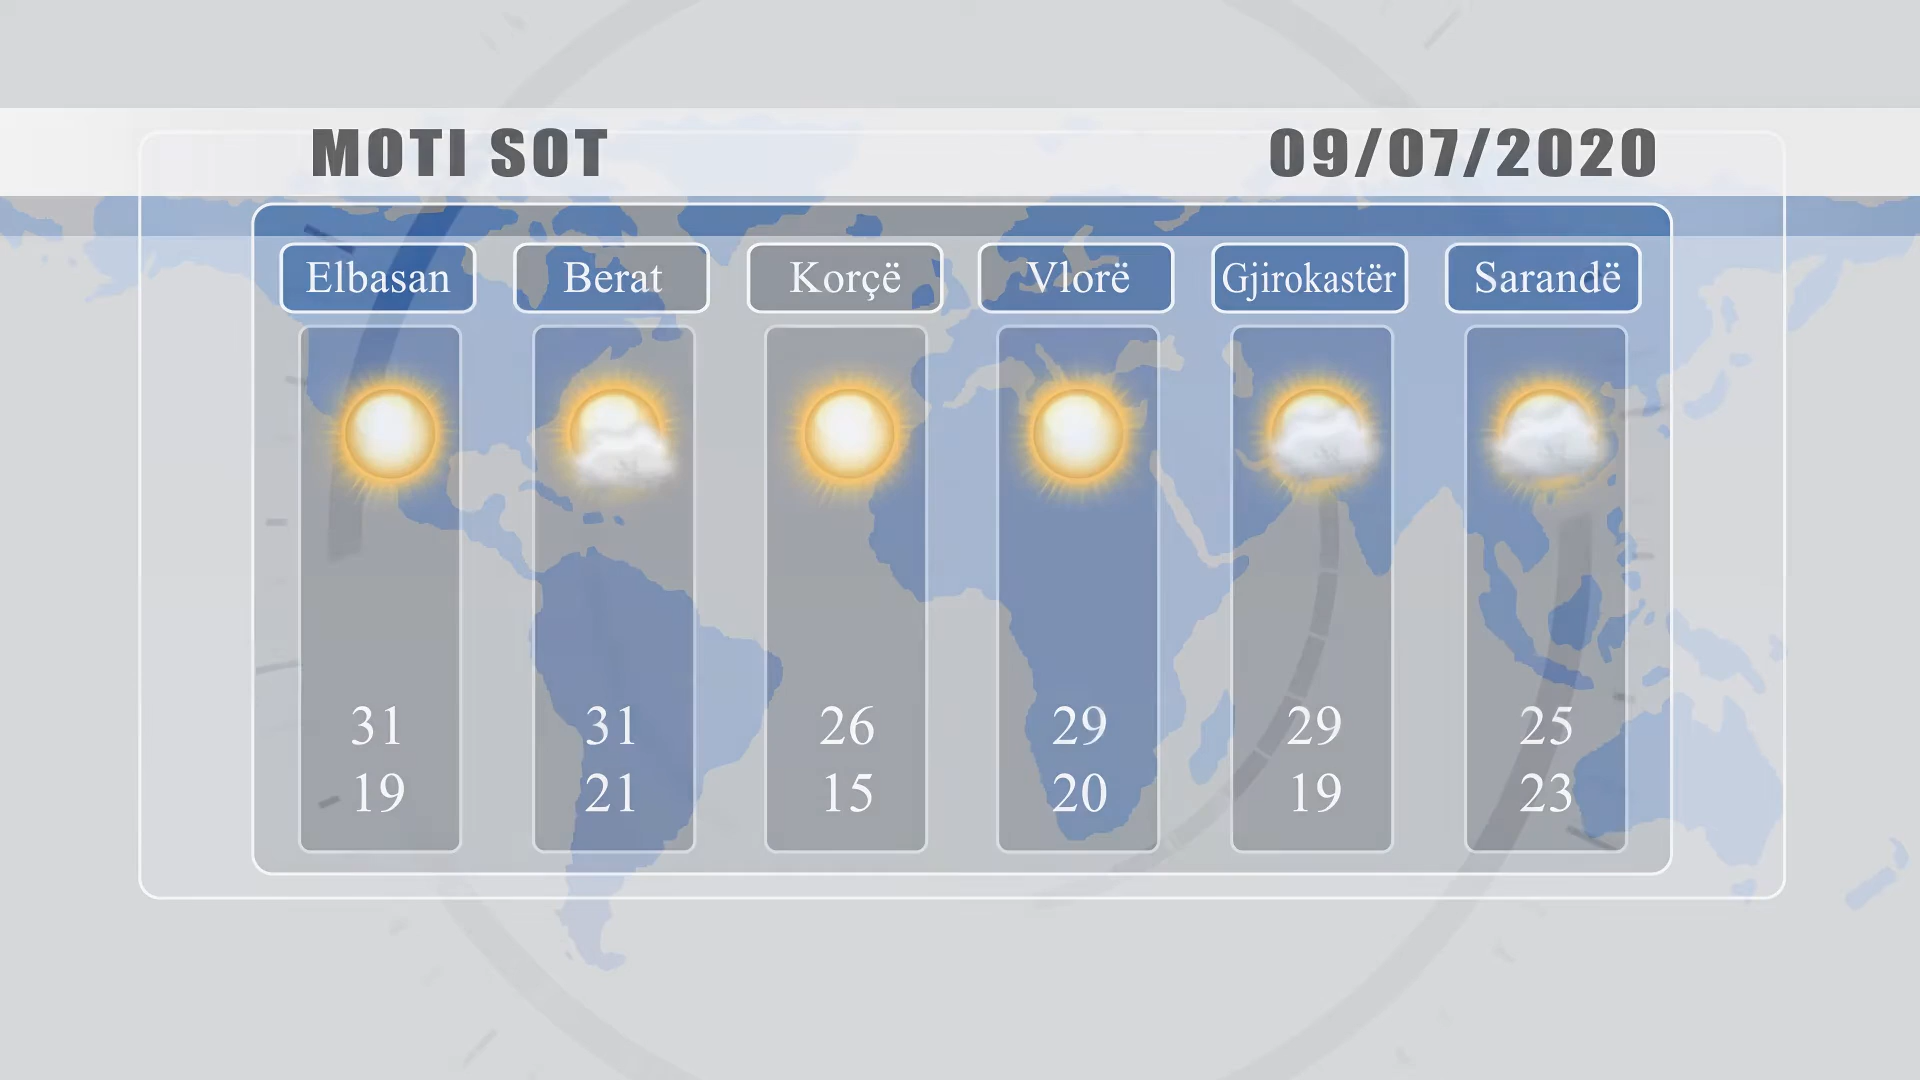 MOTI SOT 09/07/2020
Elbasan Berat Korçë Vlorë Gjirokastër Sarandë
31 31 26 29 29 25
19 21 15 20 19 23